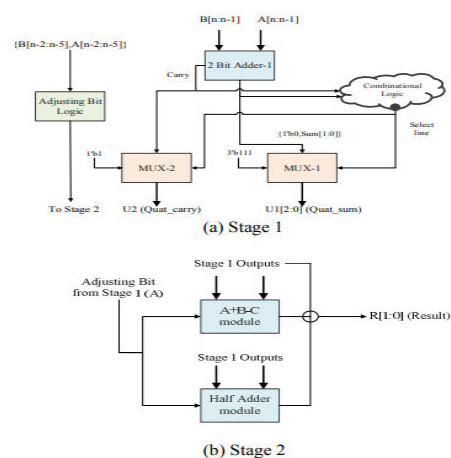 B[n:n-1] A[n:n-1]
{B[n-2:n-5],A[n-2:n-5]}
2 Bit Adder-1
Carry
Combinational
Logic
Adjusting Bit
Logic
Select
line
{1'b0,Sum[1:0]}
1'b1
3'b111
MUX-2
MUX-1
To Stage 2
U2 (Quat_carry)
U1[2:0] (Quat_sum)
(a) Stage 1
Stage 1 Outputs
Adjusting Bit
from Stage 1 (A)
A+B-C
module
R[1:0] (Result)
Stage 1 Outputs
Half Adder
module
(b) Stage 2